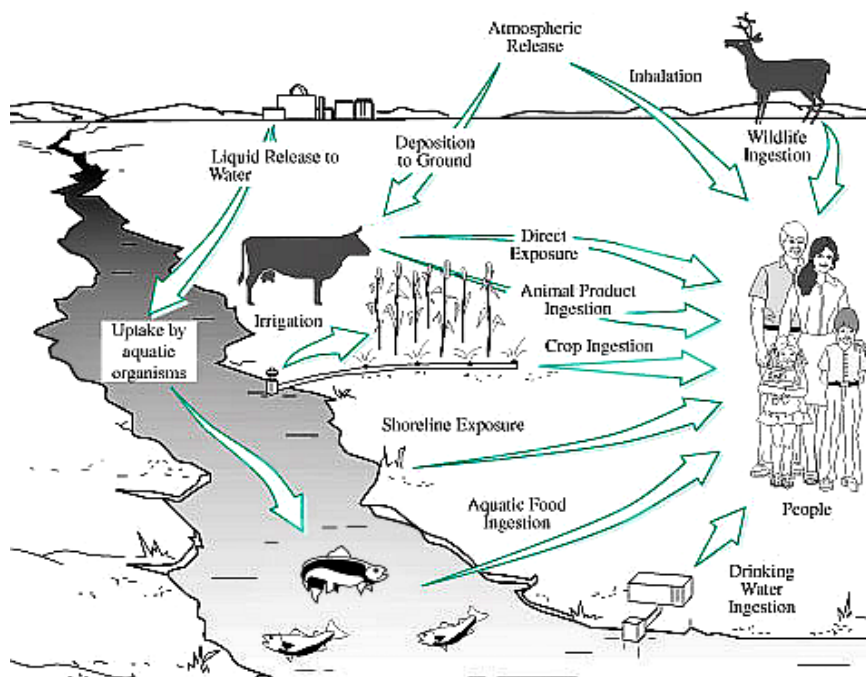 Atmospheric
Release
Inhalation
Wildlife
Ingestion
Liquid Release to
Water
Deposition
to Ground
Direct
Exposure
Animal Product
Ingestion
Irrigation
Uptake by
aquatic
organisms
Crop Ingestion
Shoreline Exposure
Aquatic Food
Ingestion
People
Drinking
Water
Ingestion